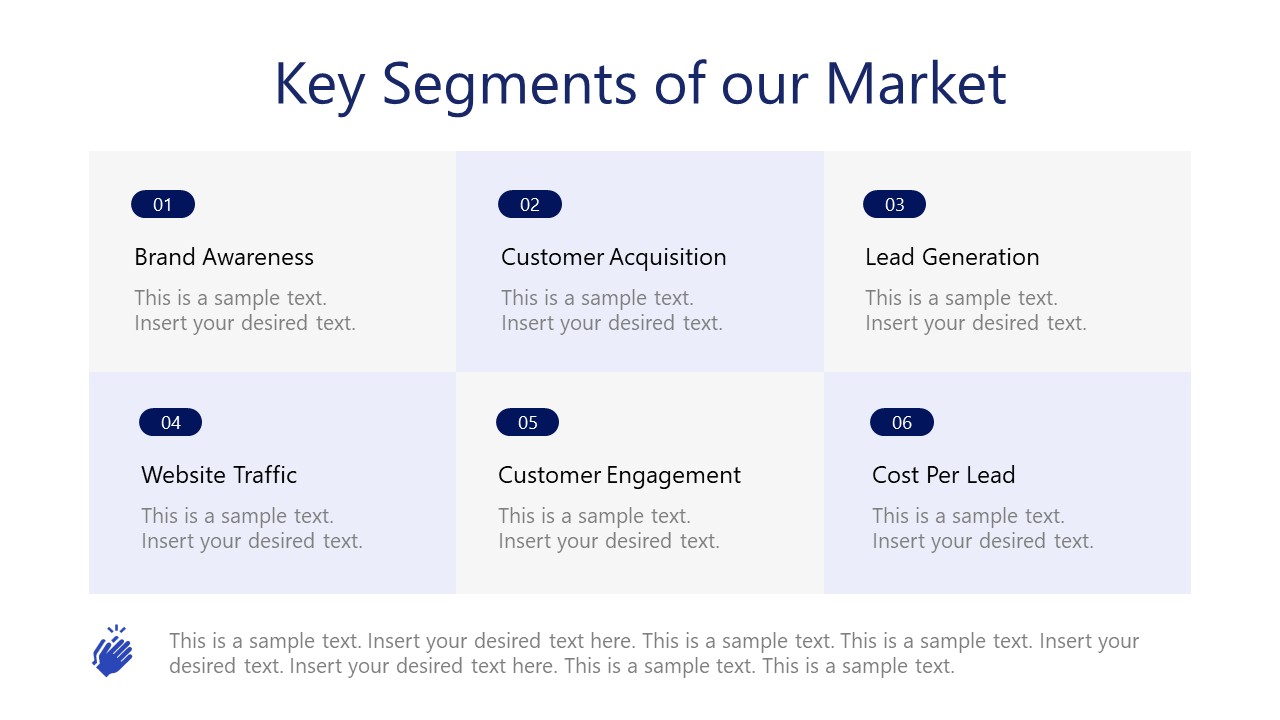 Key Segments of our Market
01
Brand Awareness
This is a sample text.
Insert your desired text.
02
Customer Acquisition
This is a sample text.
Insert your desired text.
03
Lead Generation
This is a sample text.
Insert your desired text.
04
Website Traffic
This is a sample text.
Insert your desired text.
05
Customer Engagement
This is a sample text.
Insert your desired text.
06
Cost Per Lead
This is a sample text.
Insert your desired text.
This is a sample text. Insert your desired text here. This is a sample text. This is a sample text. Insert your
desired text. Insert your desired text here. This is a sample text. This is a sample text.